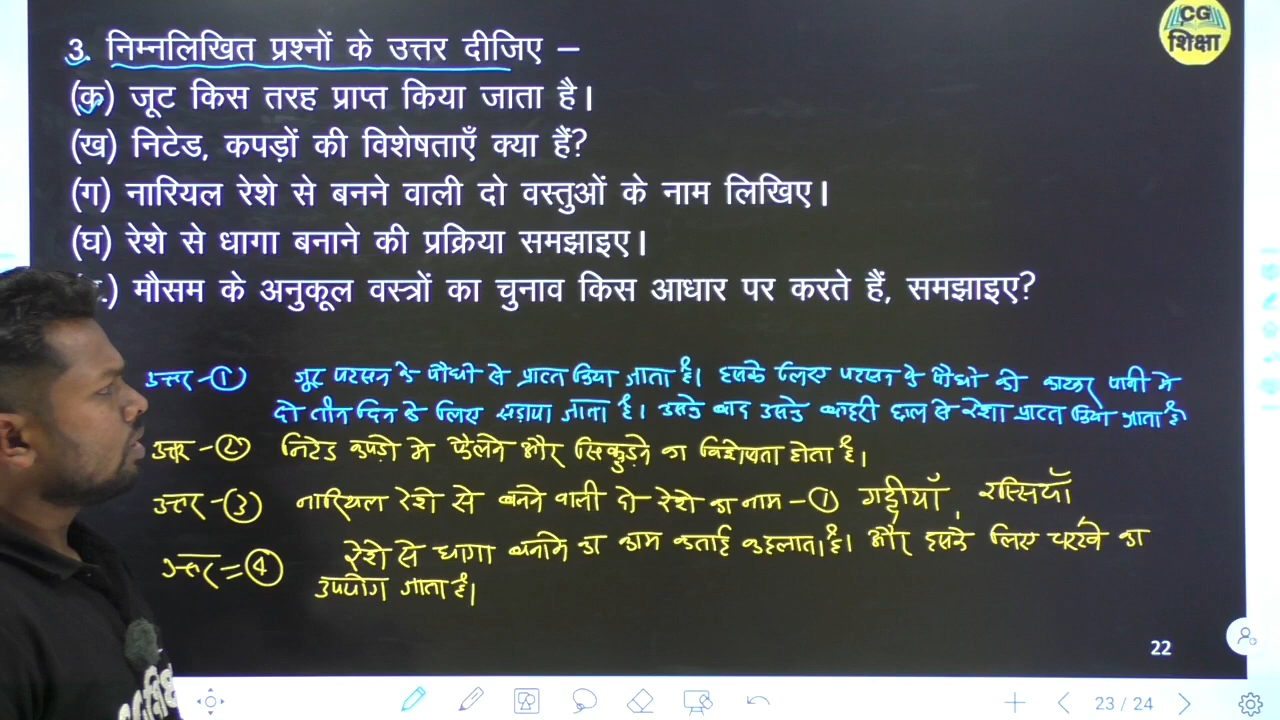 CG
शिक्षा
3. निम्नलिखित प्रश्नों के उत्तर दीजिए –
(क) जूट किस तरह प्राप्त किया जाता है।
(ख) निटेड, कपड़ों की विशेषताएँ क्या हैं?
(ग) नारियल रेशे से बनने वाली दो वस्तुओं के नाम लिखिए।
(घ) रेशे से धागा बनाने की प्रक्रिया समझाइए।
.) मौसम के अनुकूल वस्त्रों का चुनाव किस आधार पर करते हैं, समझाइए?
उत्तर -① जूट पटसन के पौधों से प्राप्त किया जाता है। इसके लिए पटसन के पौधों को काटकर पानी मे
दो तीन दिन के लिए सड़ाया जाता है। उसके बाद उसके बाहरी छाल से रेशा प्राप्त किया जाता है।
उत्तर -② निटेड कपड़ो मे फैलने और सिकुड़ने का विशेषता होता है।
उत्तर -③ नारियल रेशे से बनने वाली दो रेशे का नाम -① गद्दीयाँ, रस्सियाँ
उत्तर = ④ रेशे से धागा बनाने का काम कताई कहलाता है। और इसके लिए चरखे का
उपयोग जाता है।
22
23 / 24